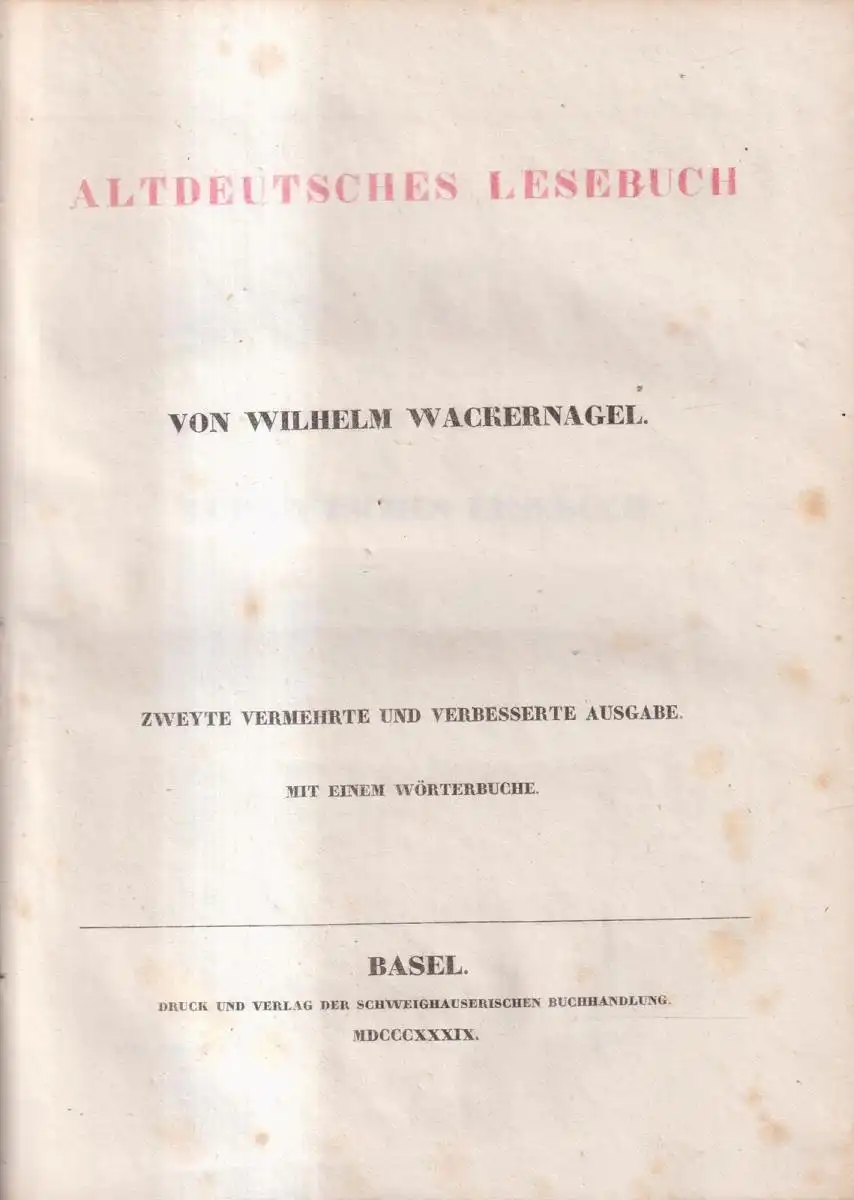 ALTDEUTSCHES LESEBUCH
VON WILHELM WACKERNAGEL.
ZWEYTE VERMEHRTE UND VERBESSERTE AUSGABE.
MIT EINEM WÖRTERBUCHE.
BASEL.
DRUCK UND VERLAG DER SCHWEIGHAUSERISCHEN BUCHHANDLUNG.
MDCCCXXXIX.